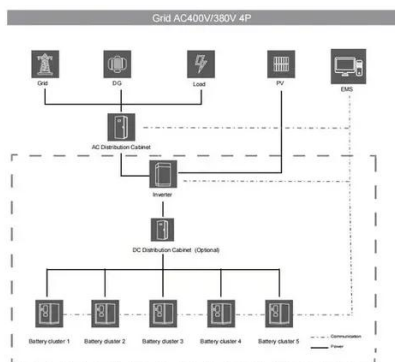 Grid AC400V/380V 4P
Grid
DG
Load
PV
EMS
AC Distribution Cabinet
Inverter
DC Distribution Cabinet (Optional)
Battery cluster 1
Battery cluster 2
Battery cluster 3
Battery cluster 4
Battery cluster 5
Communication
Power